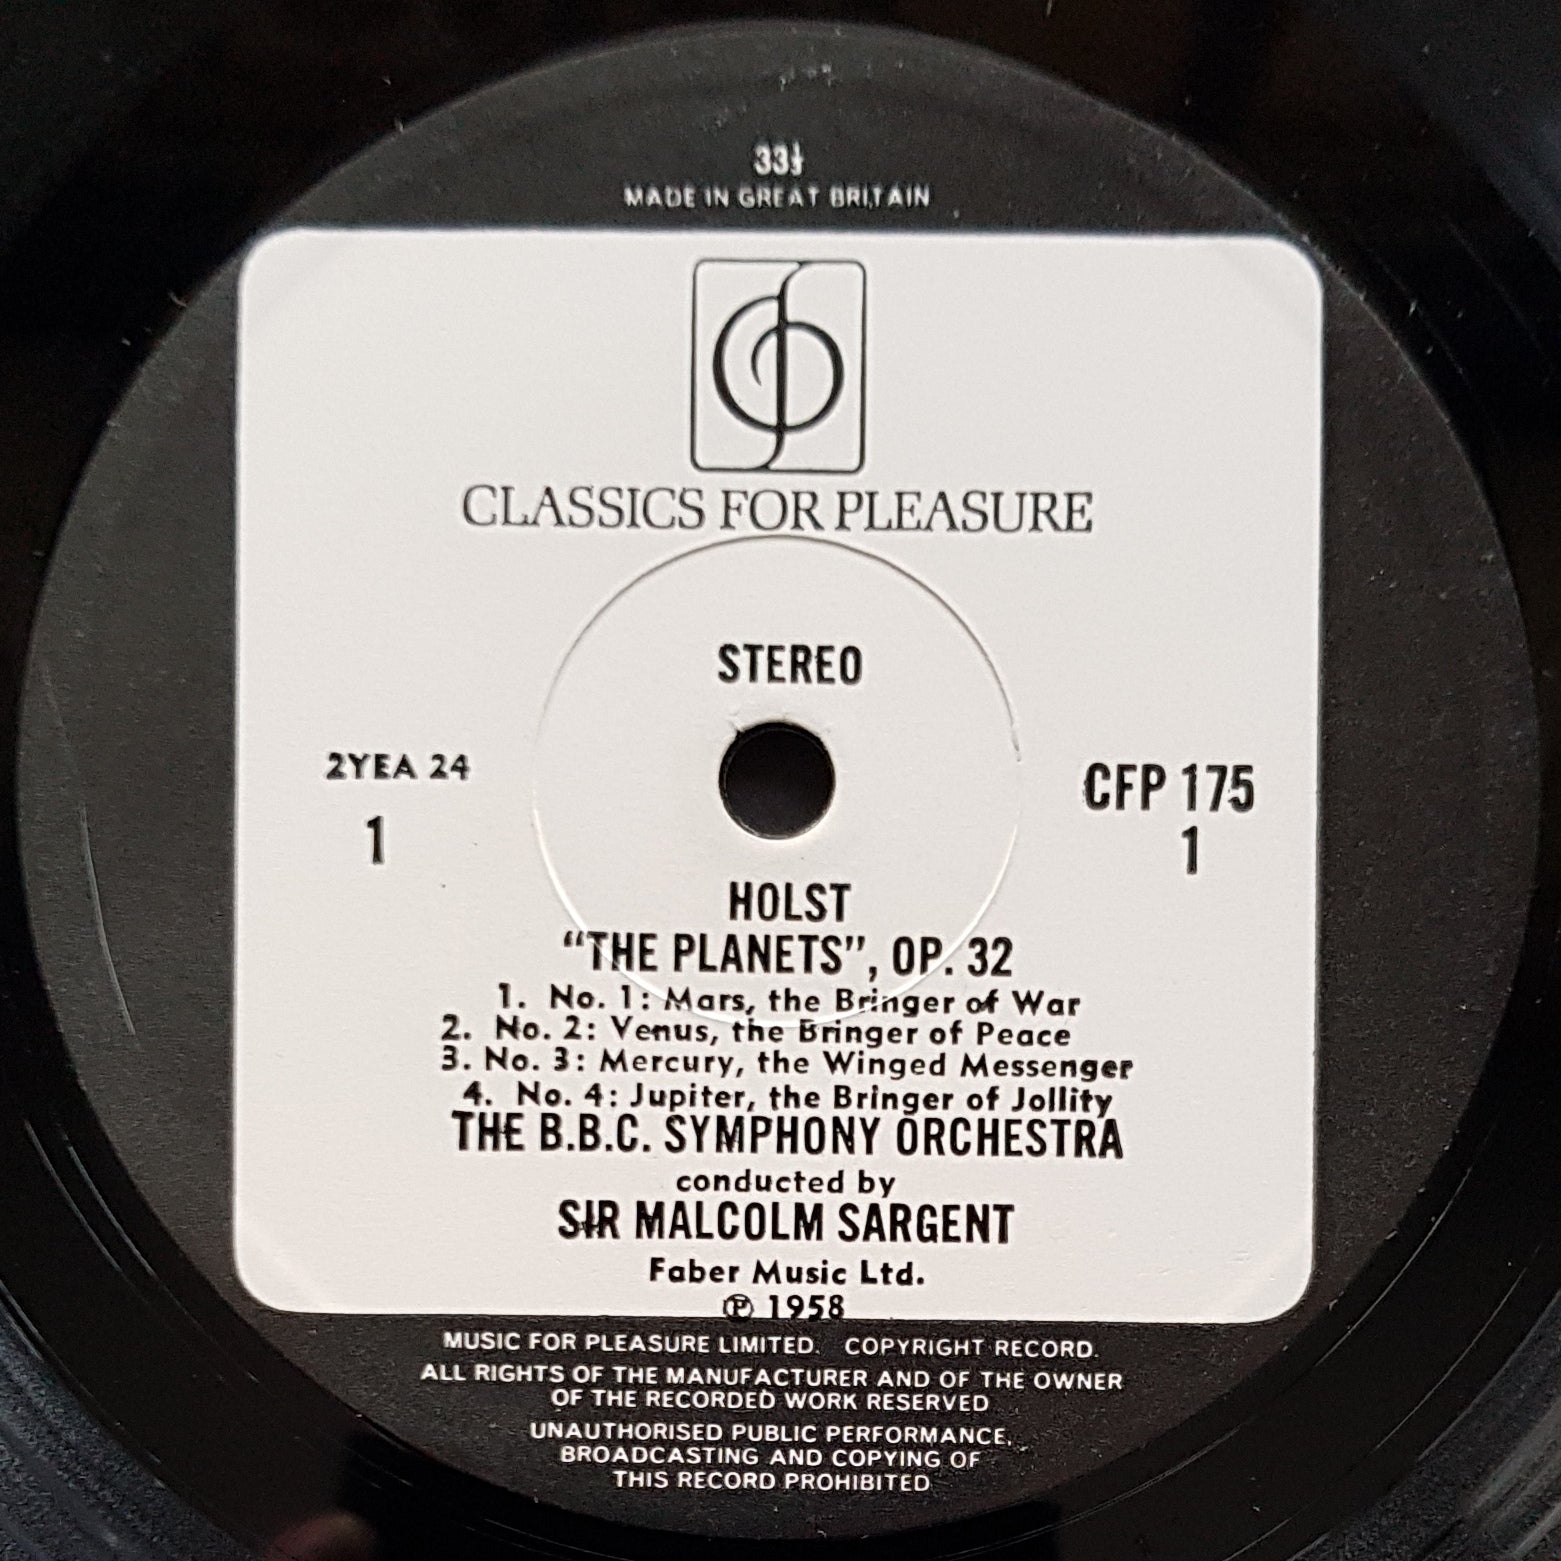 33⅓
MADE IN GREAT BRITAIN
CLASSICS FOR PLEASURE
STEREO
2YEA 24
1
CFP 175
1
HOLST
“THE PLANETS”, OP. 32
1. No. 1: Mars, the Bringer of War
2. No. 2: Venus, the Bringer of Peace
3. No. 3: Mercury, the Winged Messenger
4. No. 4: Jupiter, the Bringer of Jollity
THE B.B.C. SYMPHONY ORCHESTRA
conducted by
SIR MALCOLM SARGENT
Faber Music Ltd.
℗ 1958
MUSIC FOR PLEASURE LIMITED. COPYRIGHT RECORD.
ALL RIGHTS OF THE MANUFACTURER AND OF THE OWNER
OF THE RECORDED WORK RESERVED
UNAUTHORISED PUBLIC PERFORMANCE,
BROADCASTING AND COPYING OF
THIS RECORD PROHIBITED